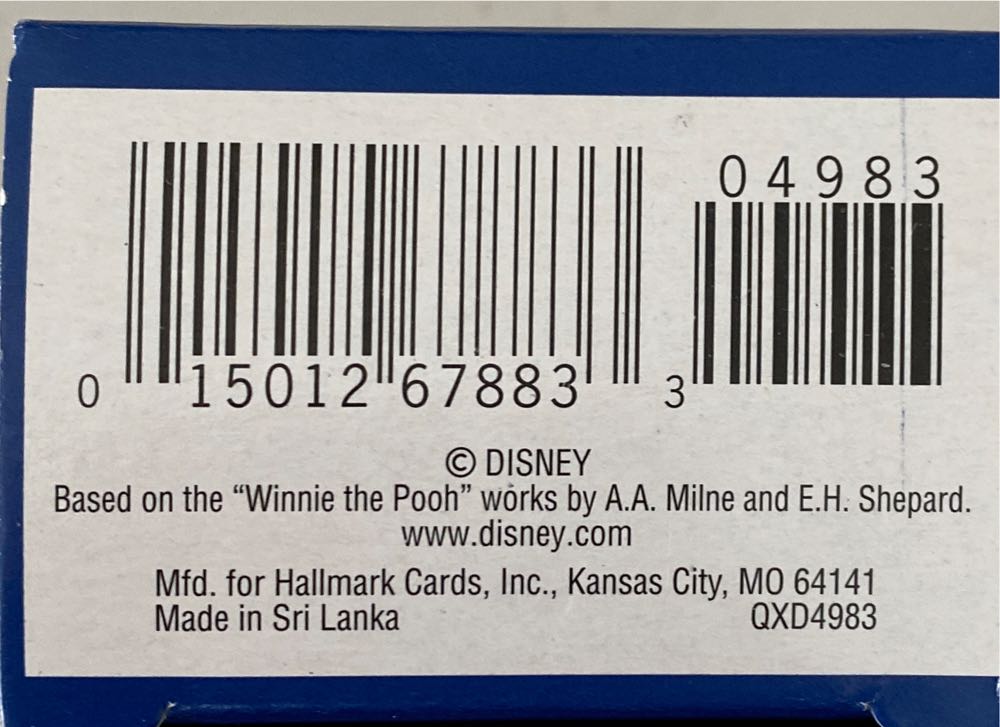 04983
0 15012 67883 3
© DISNEY
Based on the “Winnie the Pooh” works by A.A. Milne and E.H. Shepard.
www.disney.com
Mfd. for Hallmark Cards, Inc., Kansas City, MO 64141
Made in Sri Lanka QXD4983